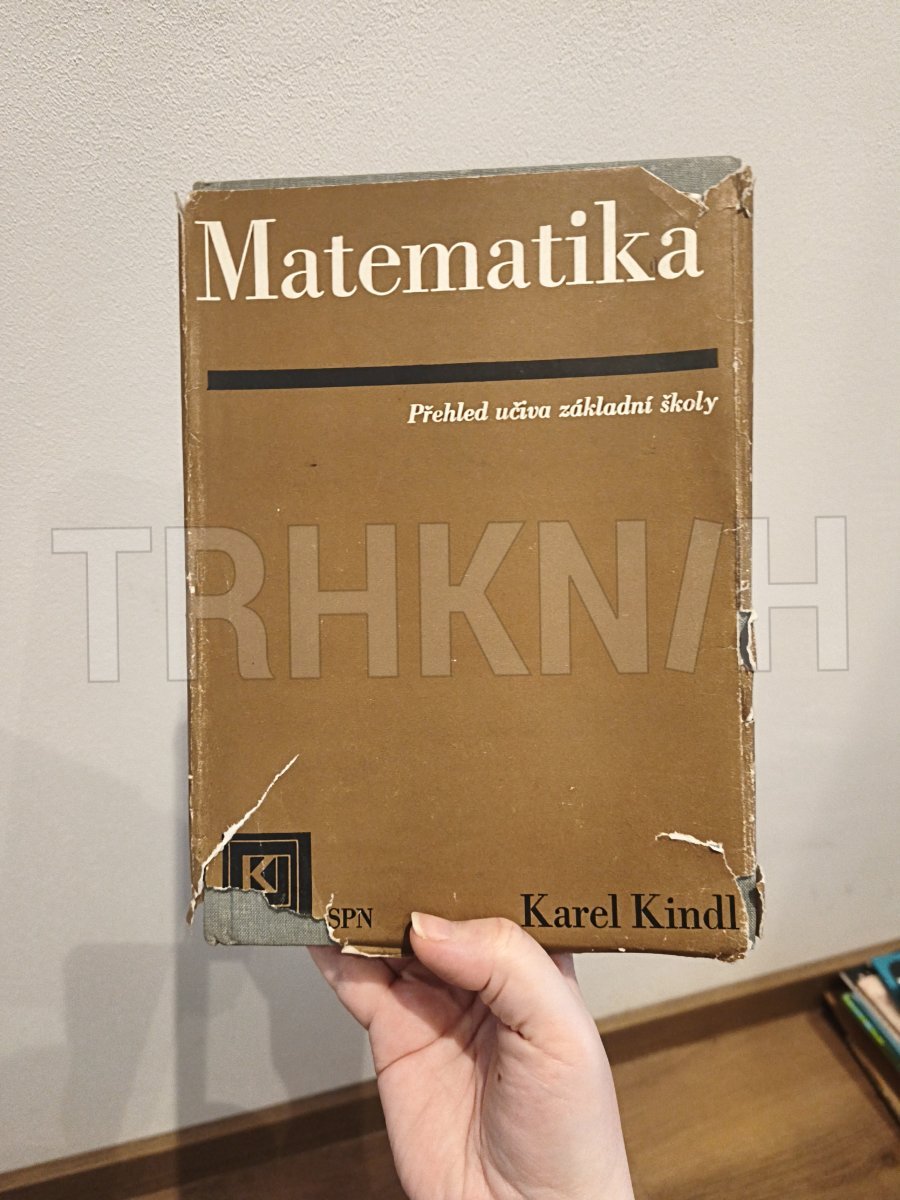 Matematika
Přehled učiva základní školy
TRHKNIH
K
SPN
Karel Kindl